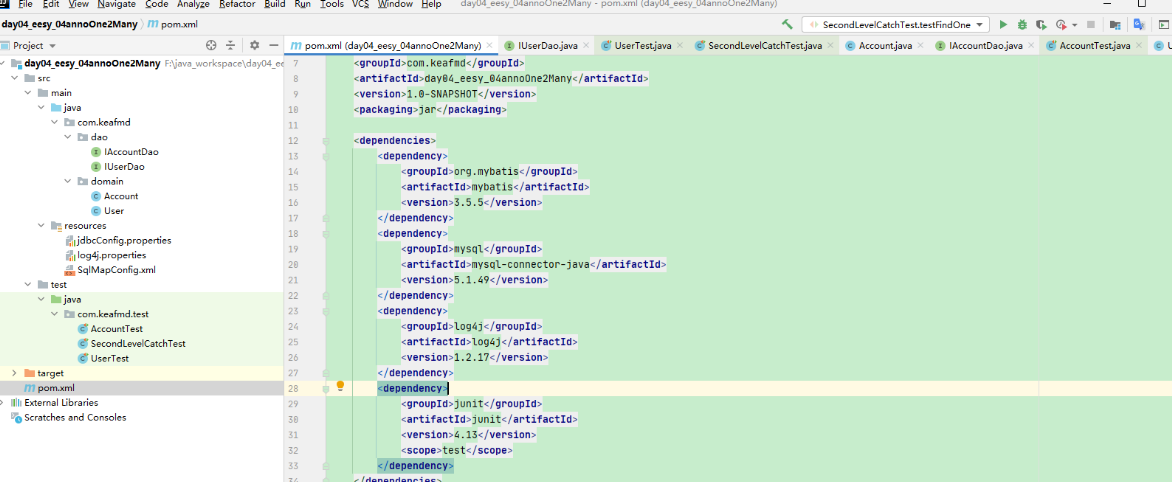 File Edit View Navigate Code Analyze Refactor Build Run Tools VCS Window Help day04_eesy_04annoOne2Many - pom.xml
day04_eesy_04annoOne2Many pom.xml SecondLevelCatchTest.testFindOne
Project
pom.xml (day04_eesy_04annoOne2Many) IUserDao.java UserTest.java SecondLevelCatchTest.java Account.java IAccountDao.java AccountTest.java
day04_eesy_04annoOne2Many F:\java_workspace\day04_ee
src
main
java
com.keafmd
dao
IAccountDao
IUserDao
domain
Account
User
resources
jdbcConfig.properties
log4j.properties
SqlMapConfig.xml
test
java
com.keafmd.test
AccountTest
SecondLevelCatchTest
UserTest
target
pom.xml
External Libraries
Scratches and Consoles
7 <groupId>com.keafmd</groupId>
8 <artifactId>day04_eesy_04annoOne2Many</artifactId>
9 <version>1.0-SNAPSHOT</version>
10 <packaging>jar</packaging>
11
12 <dependencies>
13 <dependency>
14 <groupId>org.mybatis</groupId>
15 <artifactId>mybatis</artifactId>
16 <version>3.5.5</version>
17 </dependency>
18 <dependency>
19 <groupId>mysql</groupId>
20 <artifactId>mysql-connector-java</artifactId>
21 <version>5.1.49</version>
22 </dependency>
23 <dependency>
24 <groupId>log4j</groupId>
25 <artifactId>log4j</artifactId>
26 <version>1.2.17</version>
27 </dependency>
28 <dependency>
29 <groupId>junit</groupId>
30 <artifactId>junit</artifactId>
31 <version>4.13</version>
32 <scope>test</scope>
33 </dependency>
34 </dependencies>